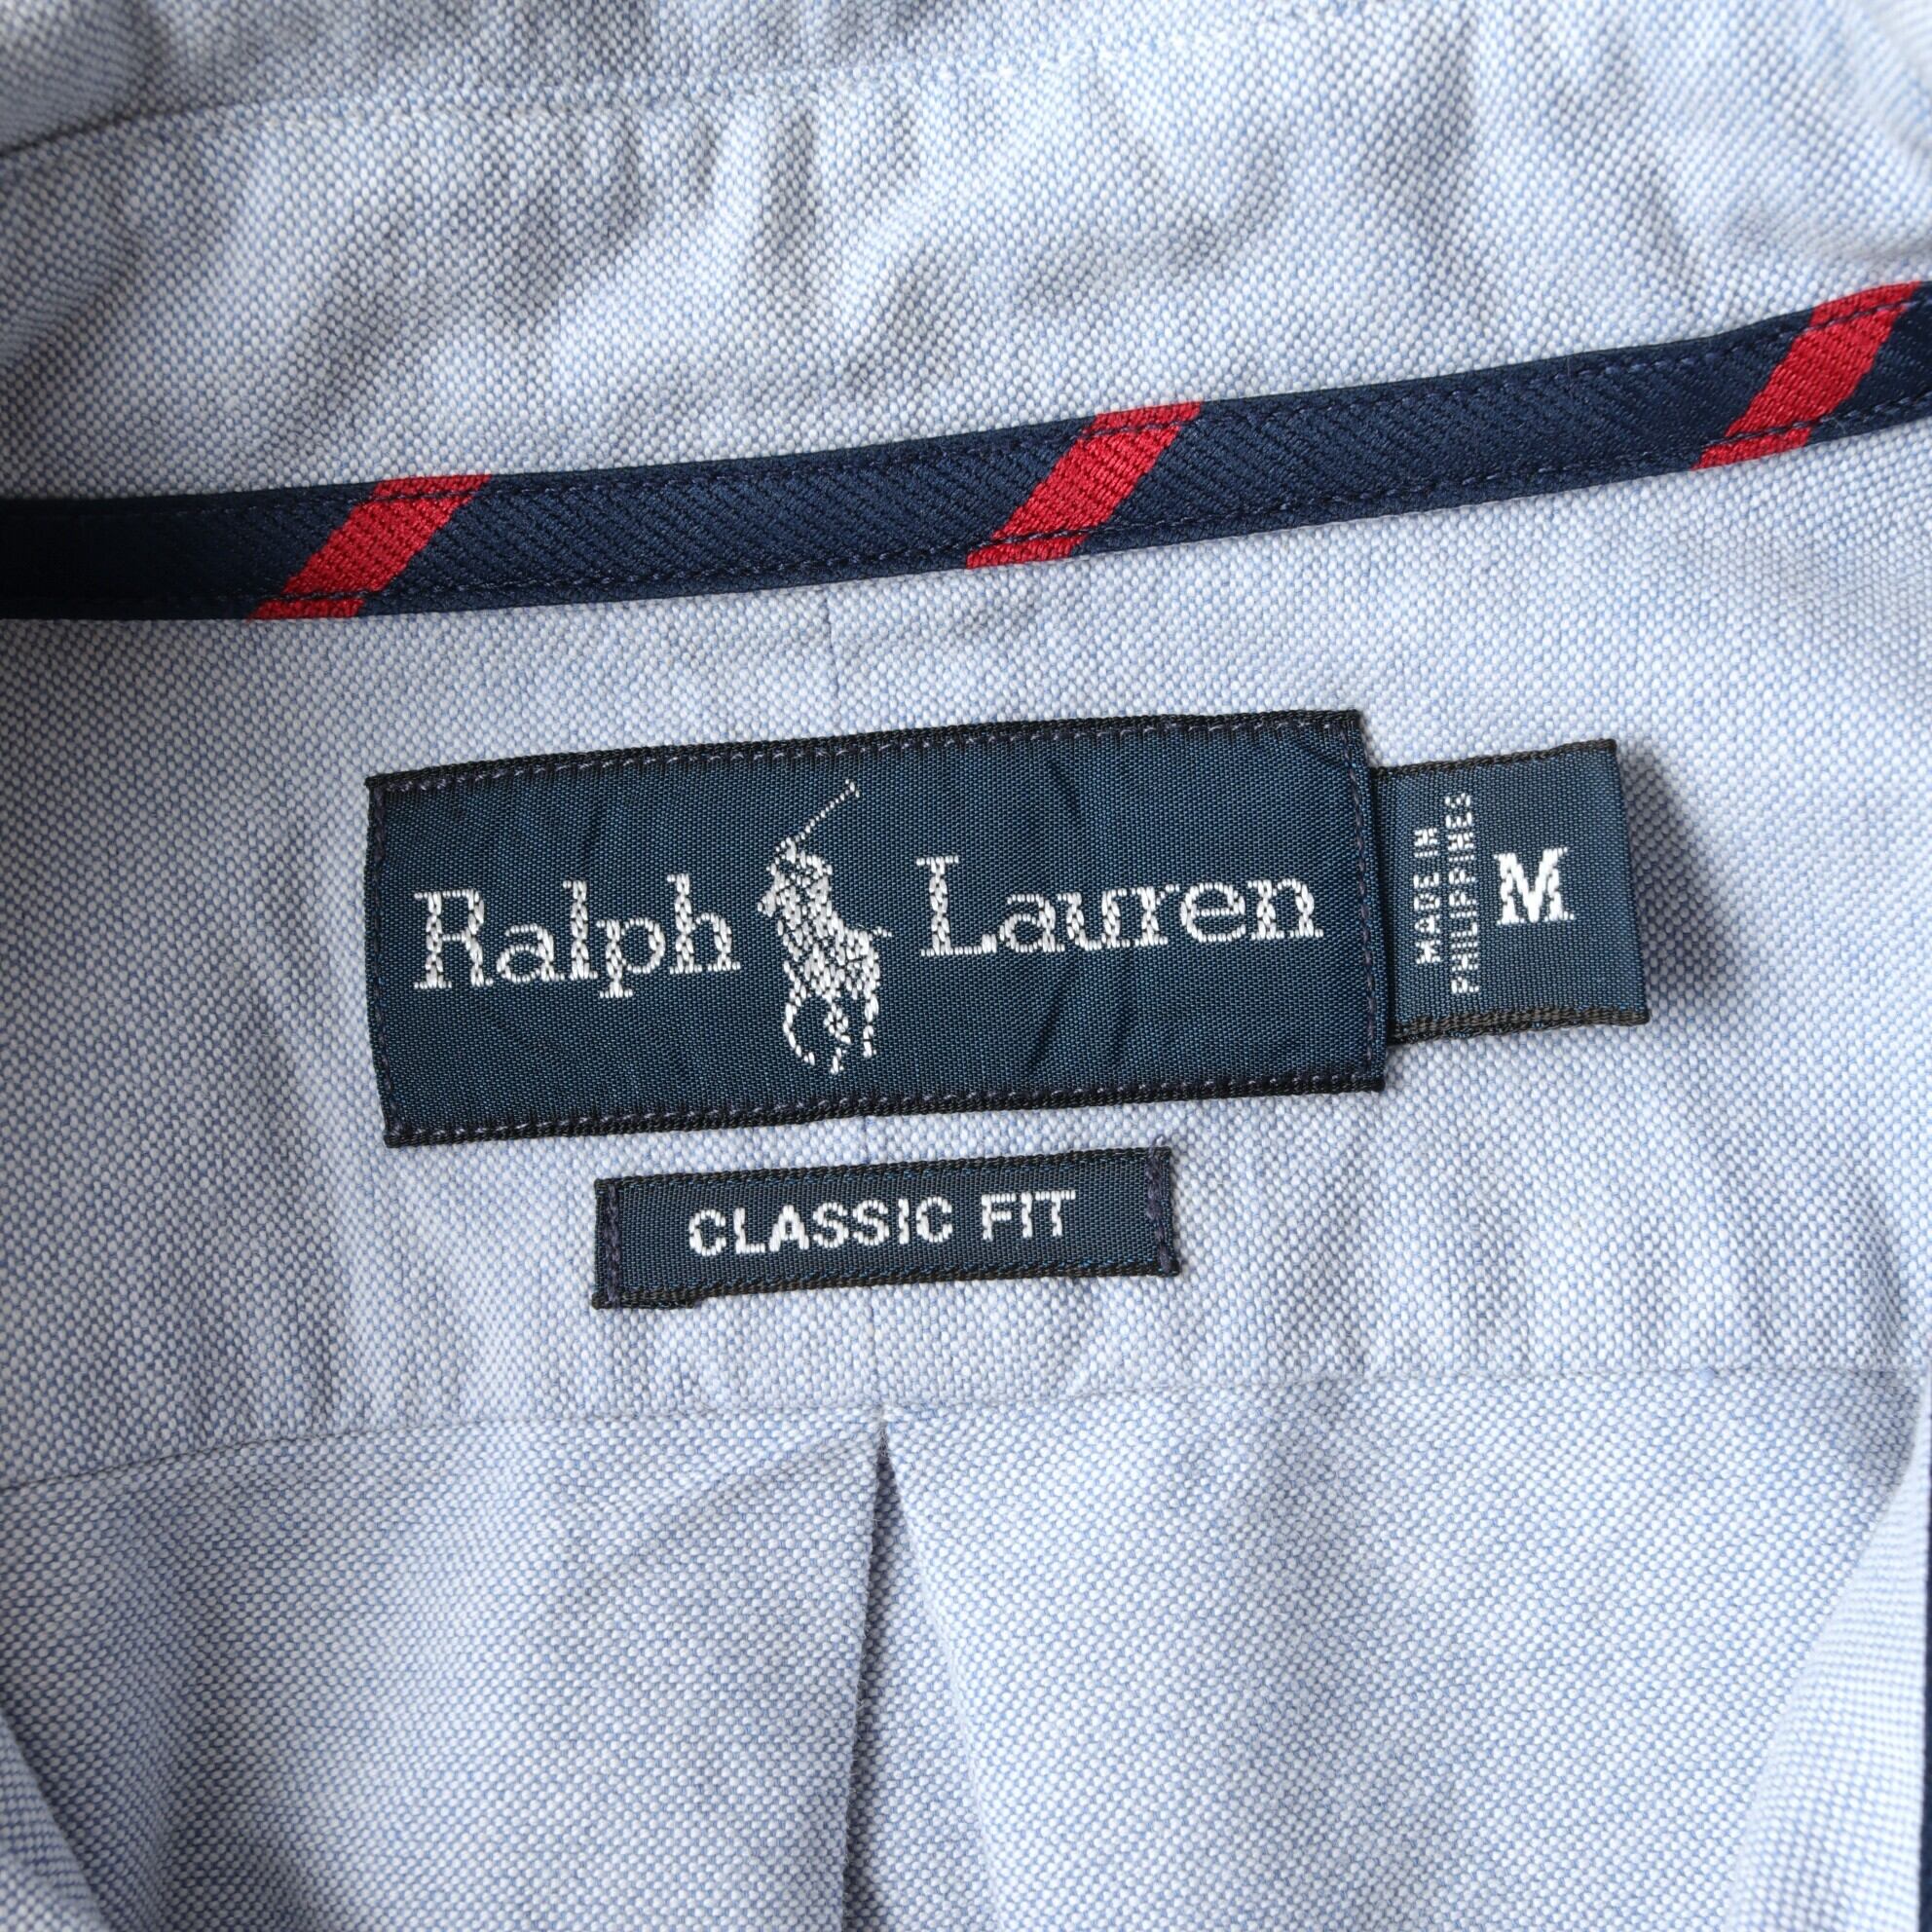 Ralph Lauren
MADE IN
PHILIPPINES
M
CLASSIC FIT